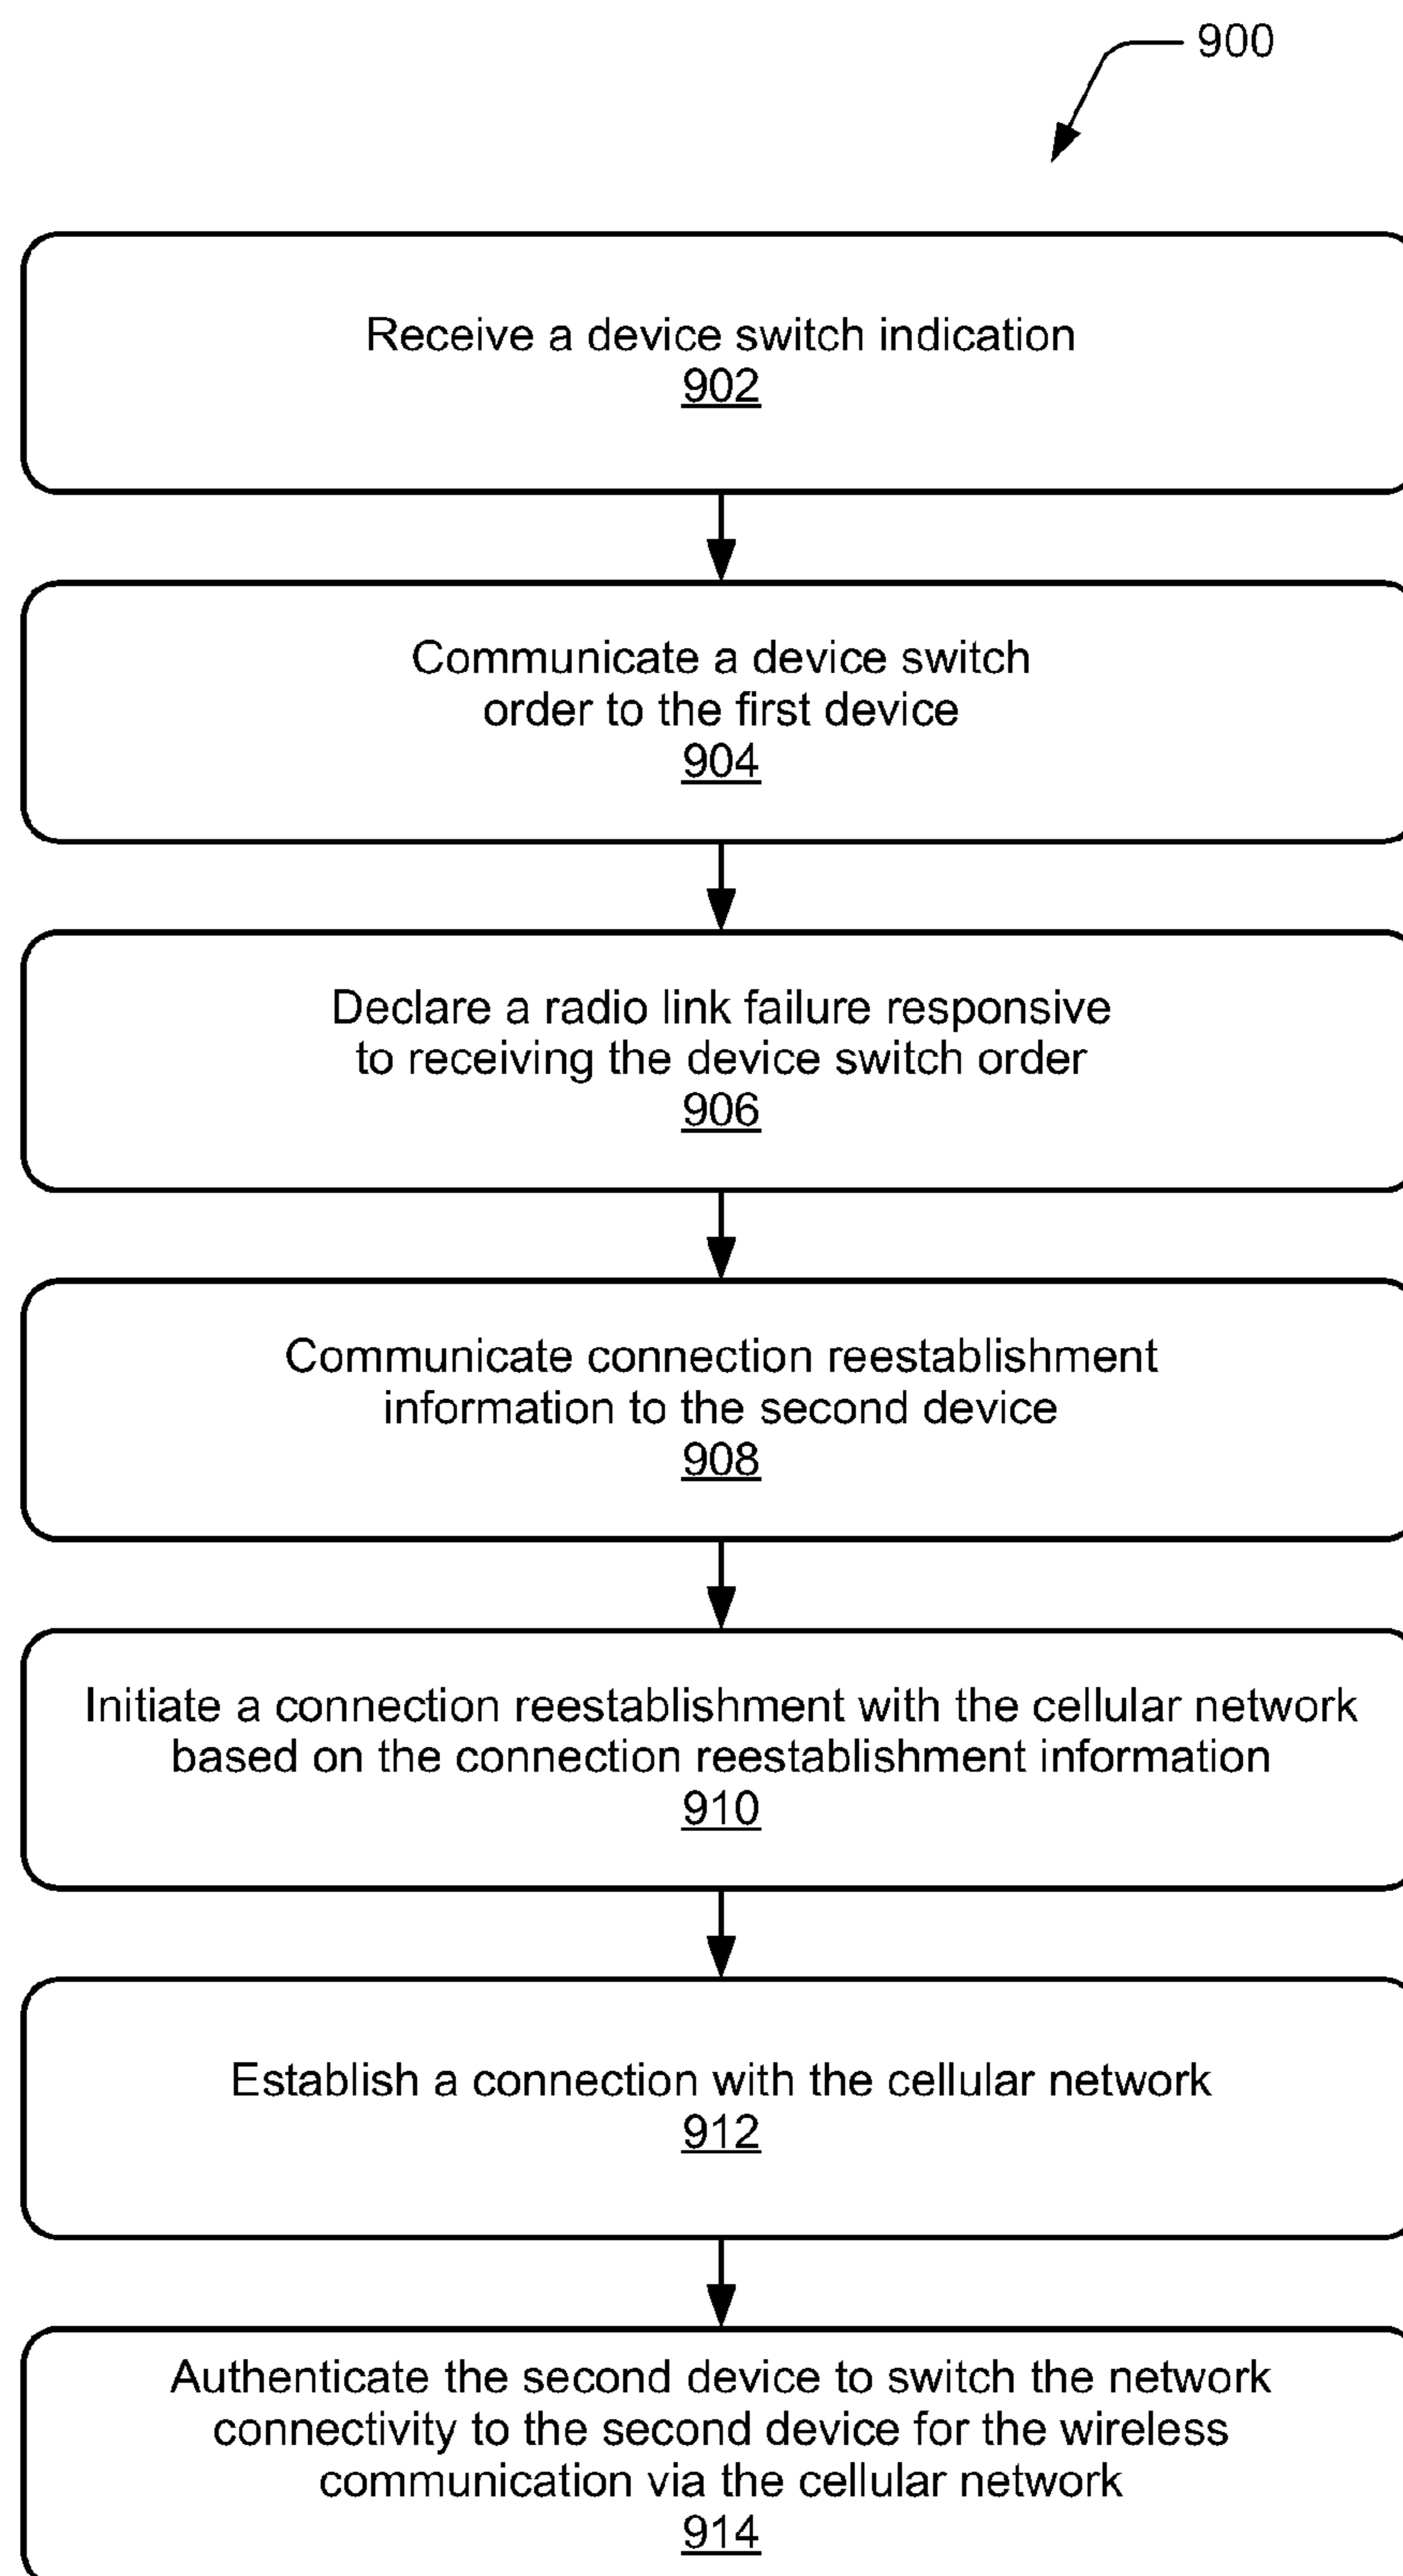 900
Receive a device switch indication
902
Communicate a device switch
order to the first device
904
Declare a radio link failure responsive
to receiving the device switch order
906
Communicate connection reestablishment
information to the second device
908
Initiate a connection reestablishment with the cellular network
based on the connection reestablishment information
910
Establish a connection with the cellular network
912
Authenticate the second device to switch the network
connectivity to the second device for the wireless
communication via the cellular network
914